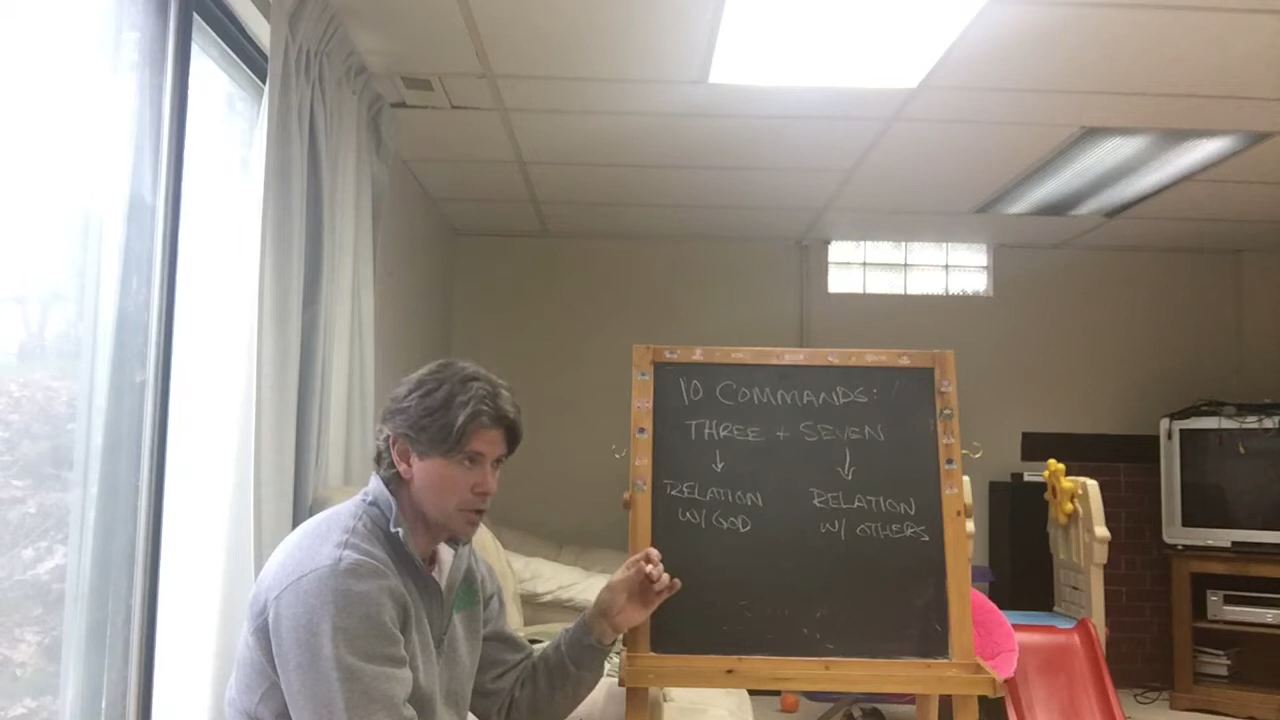 10 COMMANDS:
THREE + SEVEN
↓ ↓
RELATION
W/ GOD
RELATION
W/ OTHERS